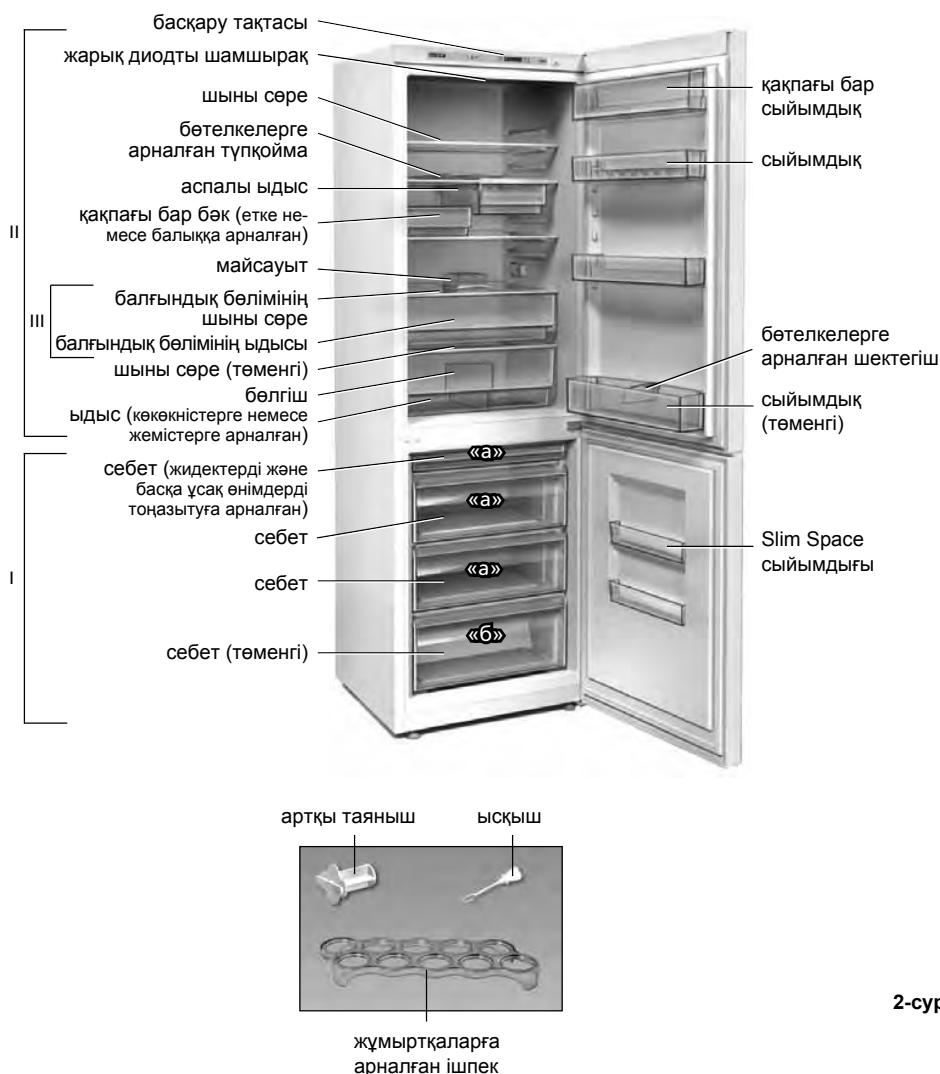 басқару тақтасы
жарық диодты шамшырақ
шыны сөре
бөтелкелерге
арналған түпқойма
аспалы ыдыс
қақпағы бар бәк (етке не-
месе балыққа арналған)
майсауыт
балғындық бөлімінің
шыны сөре
балғындық бөлімінің ыдысы
шыны сөре (төменгі)
бөлгіш
ыдыс (көкөкністерге немесе
жемістерге арналған)
себет (жидектерді және
басқа ұсақ өнімдерді
тоңазытуға арналған)
себет
себет
себет (төменгі)
II
III
I
«а»
«а»
«а»
«б»
қақпағы бар
сыйымдық
сыйымдық
бөтелкелерге
арналған шектегіш
сыйымдық
(төменгі)
Slim Space
сыйымдығы
артқы таяныш
ысқыш
жұмыртқаларға
арналған ішпек
2-сур